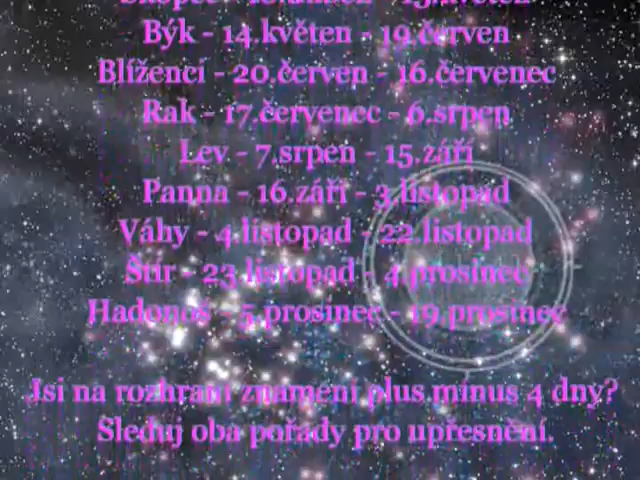 Býk - 14.květen - 19.červen
Blíženci - 20.červen - 16.červenec
Rak - 17.červenec - 6.srpen
Lev - 7.srpen - 15.září
Panna - 16.září - 3.listopad
Váhy - 4.listopad - 22.listopad
Štír - 23.listopad - 4.prosinec
Hadonoš - 5.prosinec - 19.prosinec
Jsi na rozhraní znamení plus mínus 4 dny?
Sleduj oba pořady pro upřesnění.